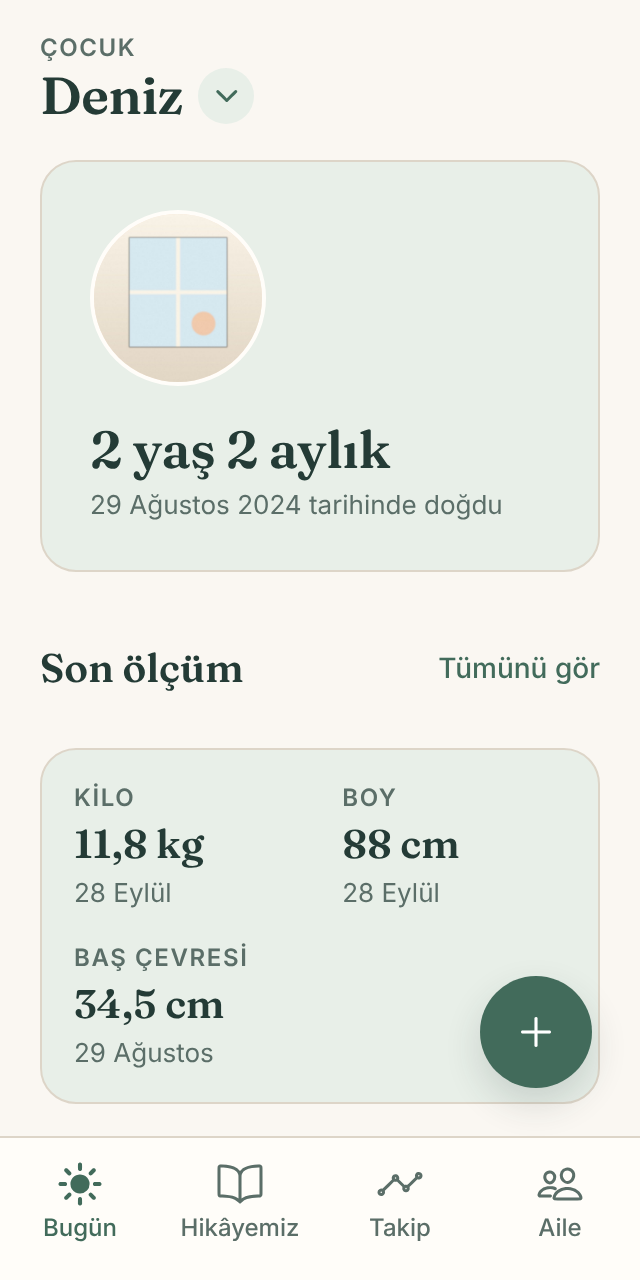 ÇOCUK
Deniz
2 yaş 2 aylık
29 Ağustos 2024 tarihinde doğdu
Son ölçüm
Tümünü gör
KİLO
11,8 kg
28 Eylül
BOY
88 cm
28 Eylül
BAŞ ÇEVRESİ
34,5 cm
29 Ağustos
Bugün
Hikâyemiz
Takip
Aile